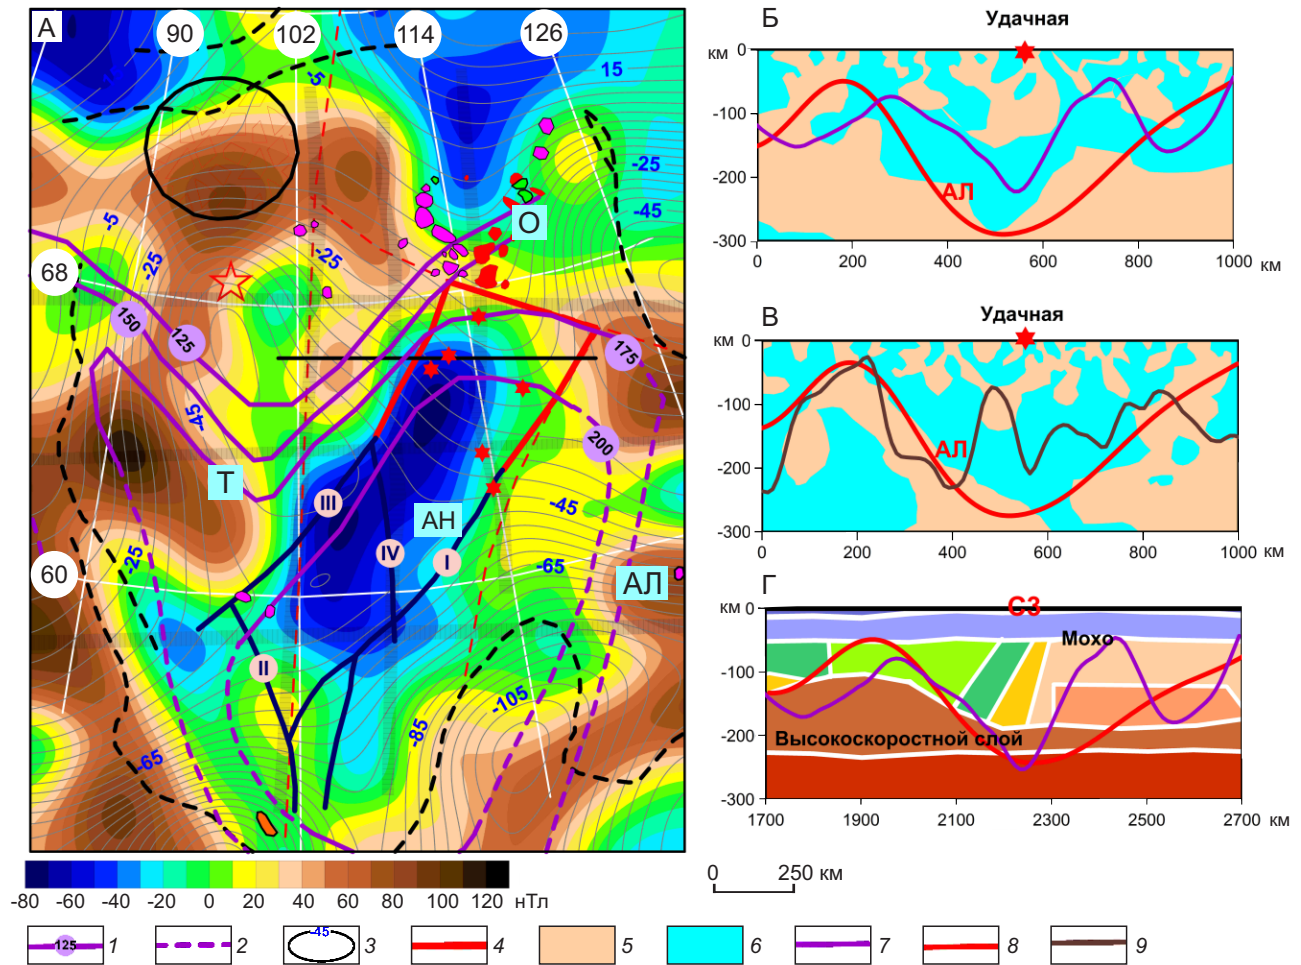 А
90
102
114
126
-5
15
-25
-45
-5
-25
-25
О
68
150
125
175
45
200
Т
III
АН
-45
IV
I
-25
-65
60
АЛ
II
-105
-85
-65
-80 -60 -40 -20 0 20 40 60 80 100 120 нТл
0 250 км
Б
Удачная
км 0
-100
-200
-300
АЛ
0 200 400 600 800 1000 км
В
Удачная
км 0
-100
-200
-300
АЛ
0 200 400 600 800 1000 км
Г
км 0
-100
-200
-300
СЗ
Мохо
Высокоскоростной слой
1700 1900 2100 2300 2500 2700 км
125 1 2 -45 3 4 5 6 7 8 9